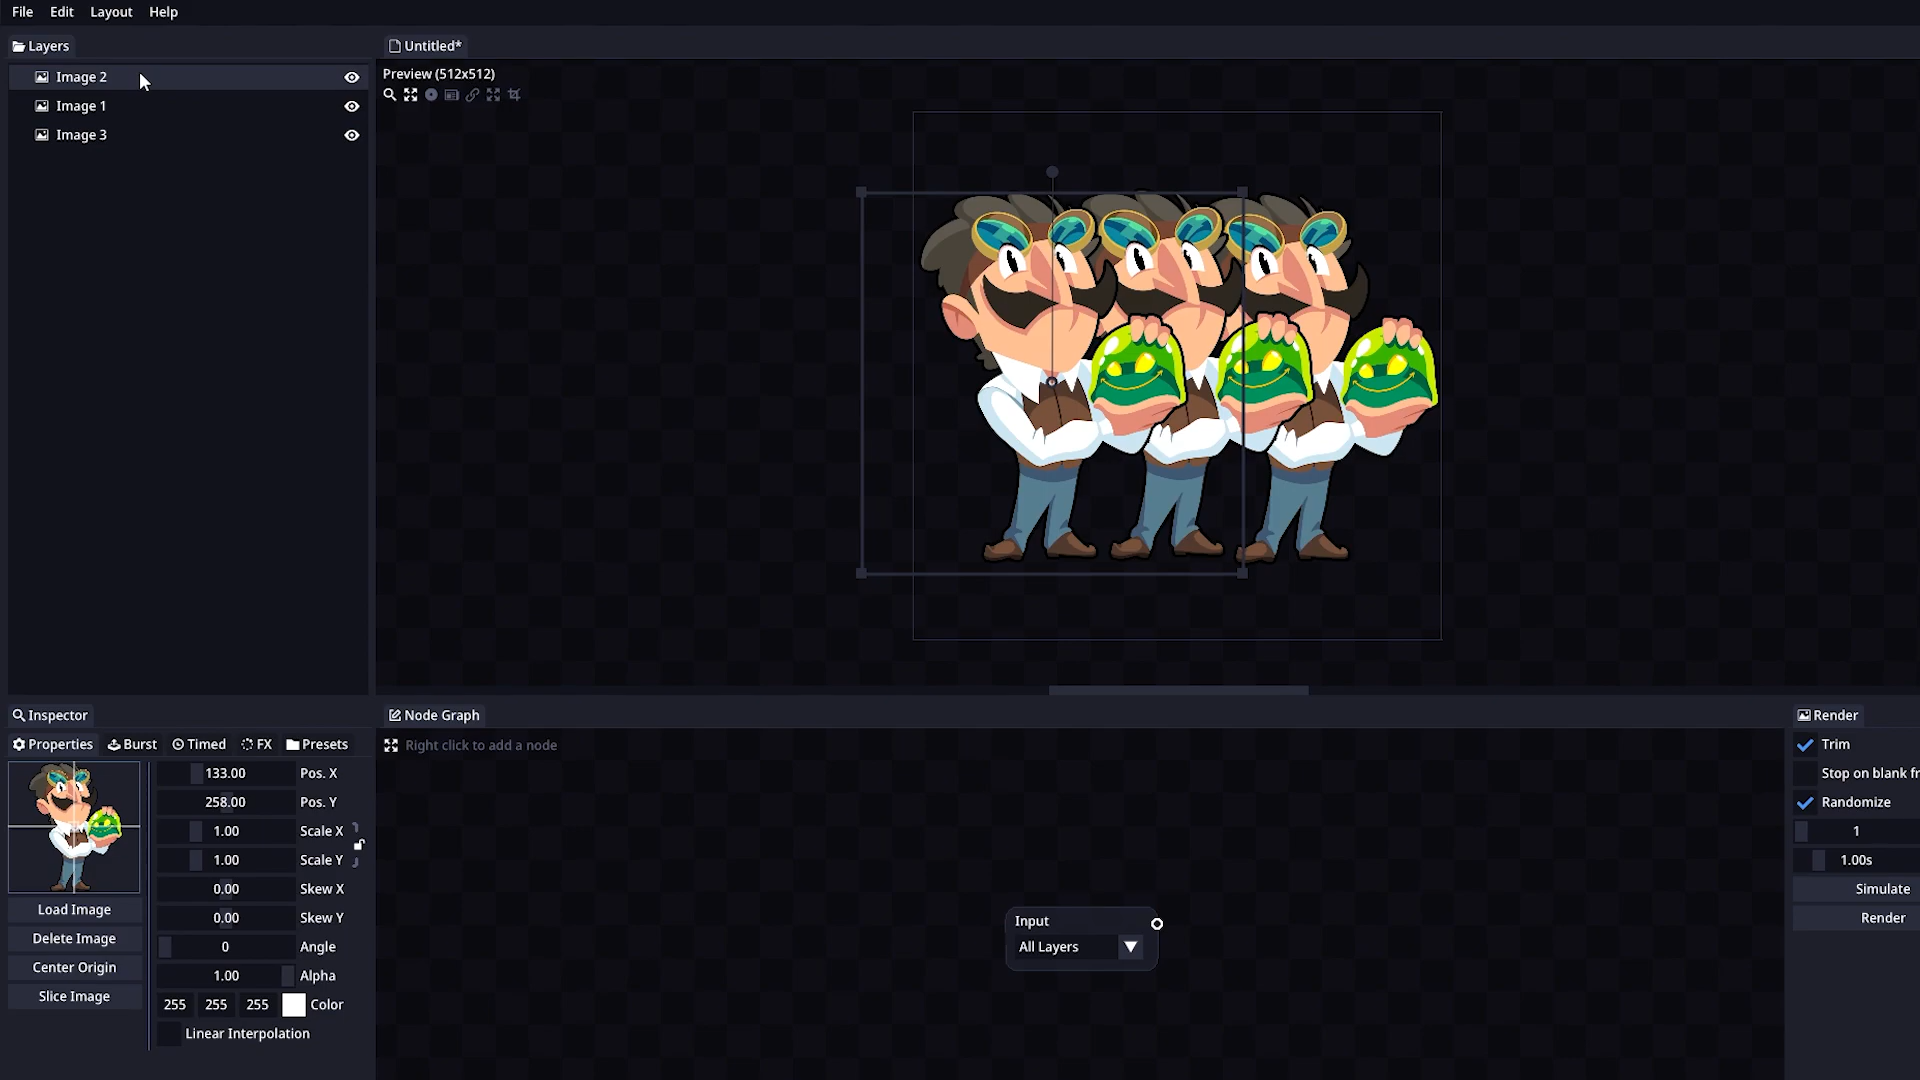 File Edit Layout Help
Layers
Untitled*
Image 2
Image 1
Image 3
Preview (512x512)
Inspector
Properties Burst Timed FX Presets
133.00 Pos. X
258.00 Pos. Y
1.00 Scale X
1.00 Scale Y
0.00 Skew X
0.00 Skew Y
0 Angle
1.00 Alpha
255 255 255 Color
Linear Interpolation
Load Image
Delete Image
Center Origin
Slice Image
Node Graph
Right click to add a node
Input
All Layers
Render
Trim
Stop on blank fr
Randomize
1
1.00s
Simulate
Render